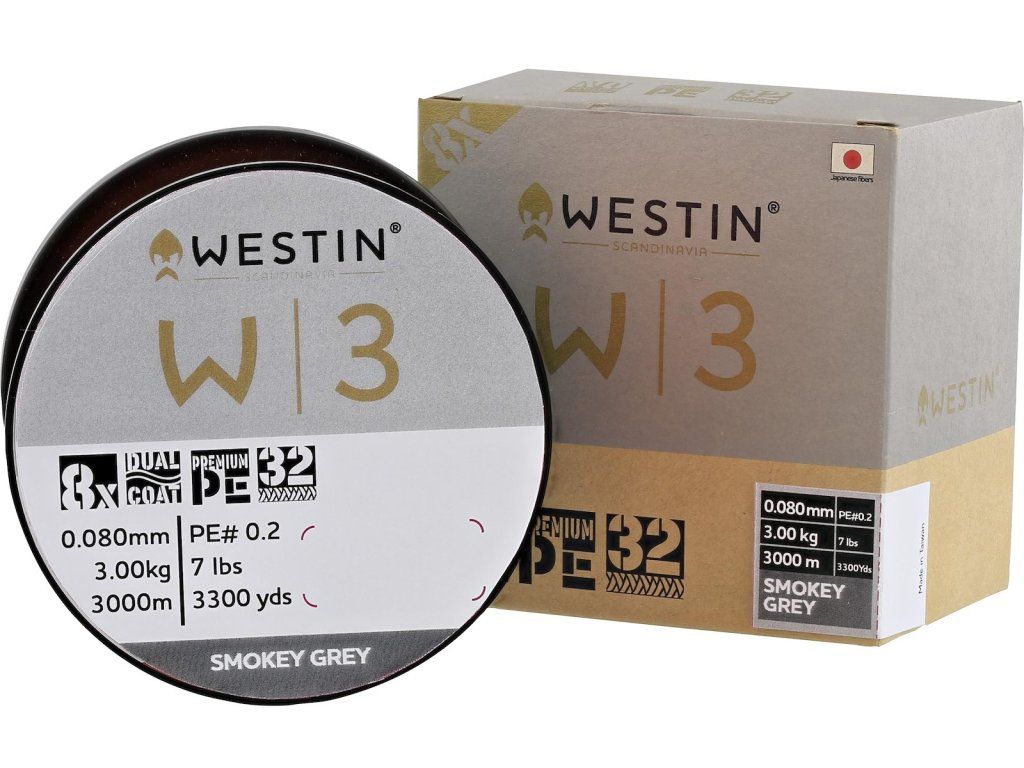 WESTIN®
SCANDINAVIA
W|3
8x
DUAL COAT
PREMIUM PE
32
0.080mm PE# 0.2
3.00kg 7 lbs
3000m 3300 yds
SMOKEY GREY
8x
PE
Japanese fibers
WESTIN®
SCANDINAVIA
W|3
WESTIN®
PREMIUM PE
32
0.080mm PE#0.2
3.00 kg 7 lbs
3000 m 3300Yds
SMOKEY
GREY
Made in Taiwan